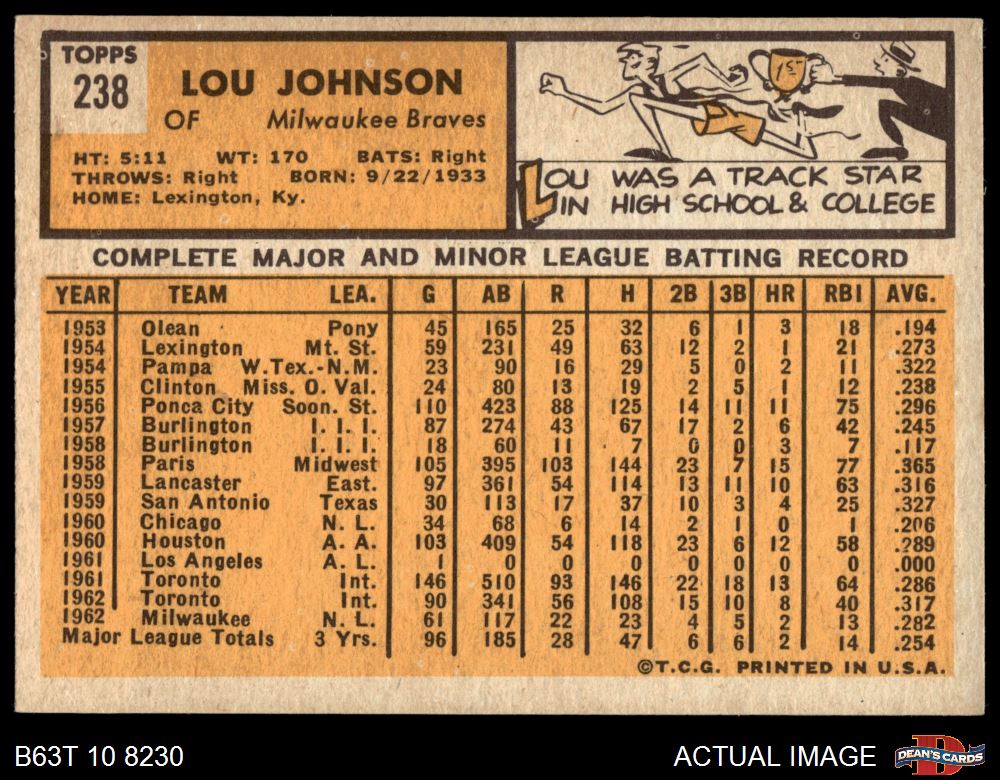 TOPPS
238
LOU JOHNSON
OF Milwaukee Braves
HT: 5:11 WT: 170 BATS: Right
THROWS: Right BORN: 9/22/1933
HOME: Lexington, Ky.
1ST
LOU WAS A TRACK STAR
IN HIGH SCHOOL & COLLEGE
COMPLETE MAJOR AND MINOR LEAGUE BATTING RECORD
YEAR TEAM LEA. G AB R H 2B 3B HR RBI AVG.
1953 Olean Pony 45 165 25 32 6 1 3 18 .194
1954 Lexington Mt. St. 59 231 49 63 12 2 1 21 .273
1954 Pampa W.Tex.-N.M. 23 90 16 29 5 0 2 11 .322
1955 Clinton Miss. O. Val. 24 80 13 19 2 5 1 12 .238
1956 Ponca City Soon. St. 110 423 88 125 14 11 11 75 .296
1957 Burlington I. I. I. 87 274 43 67 17 2 6 42 .245
1958 Burlington I. I. I. 18 60 11 7 0 0 3 7 .117
1958 Paris Midwest 105 395 103 144 23 7 15 77 .365
1959 Lancaster East. 97 361 54 114 13 11 10 63 .316
1959 San Antonio Texas 30 113 17 37 10 3 4 25 .327
1960 Chicago N. L. 34 68 6 14 2 1 0 1 .206
1960 Houston A. A. 103 409 54 118 23 6 12 58 .289
1961 Los Angeles A. L. 1 0 0 0 0 0 0 0 .000
1961 Toronto Int. 146 510 93 146 22 18 13 64 .286
1962 Toronto Int. 90 341 56 108 15 10 8 40 .317
1962 Milwaukee N. L. 61 117 22 23 4 5 2 13 .282
Major League Totals 3 Yrs. 96 185 28 47 6 6 2 14 .254
©T.C.G. PRINTED IN U.S.A.
B63T 10 8230
ACTUAL IMAGE
DEAN'S CARDS